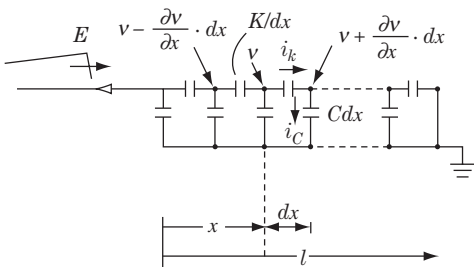 E
ν − ∂ν/∂x · dx
K/dx
ν
i_k
ν + ∂ν/∂x · dx
i_C
Cdx
x
dx
l